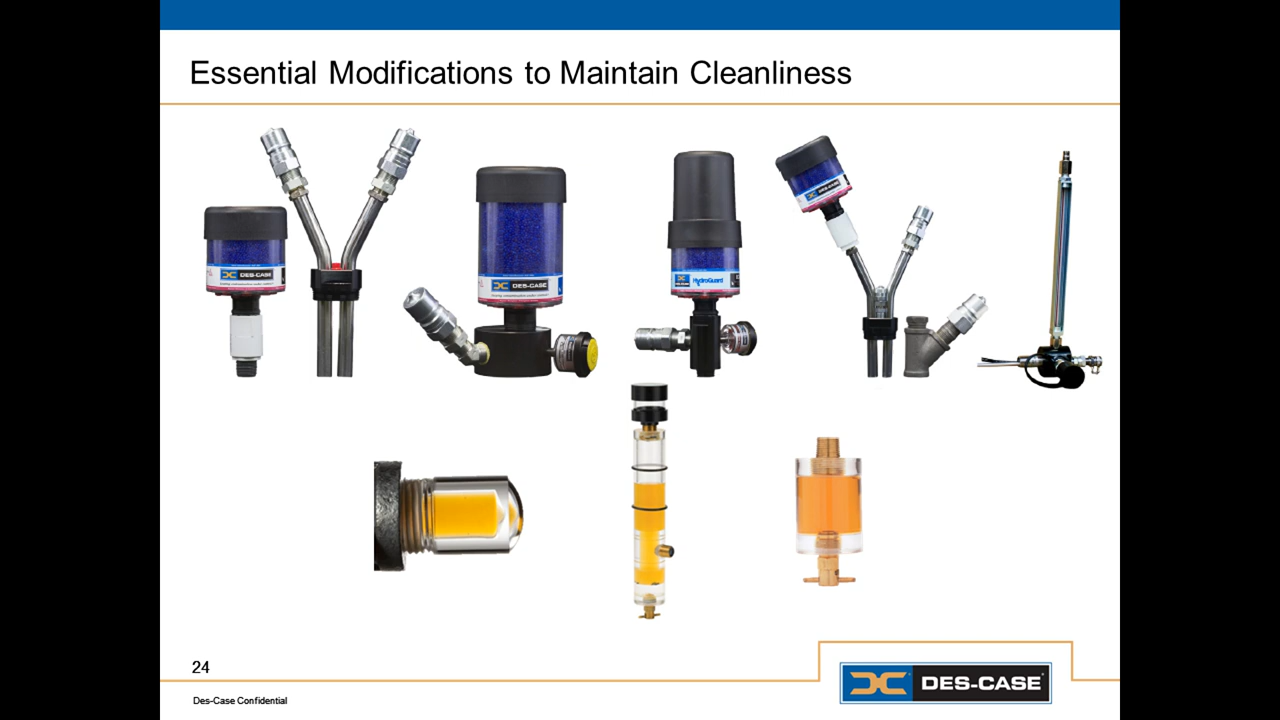 Essential Modifications to Maintain Cleanliness
DES-CASE
DES-CASE
HydroGuard
DES-CASE
24
DES-CASE
Des-Case Confidential